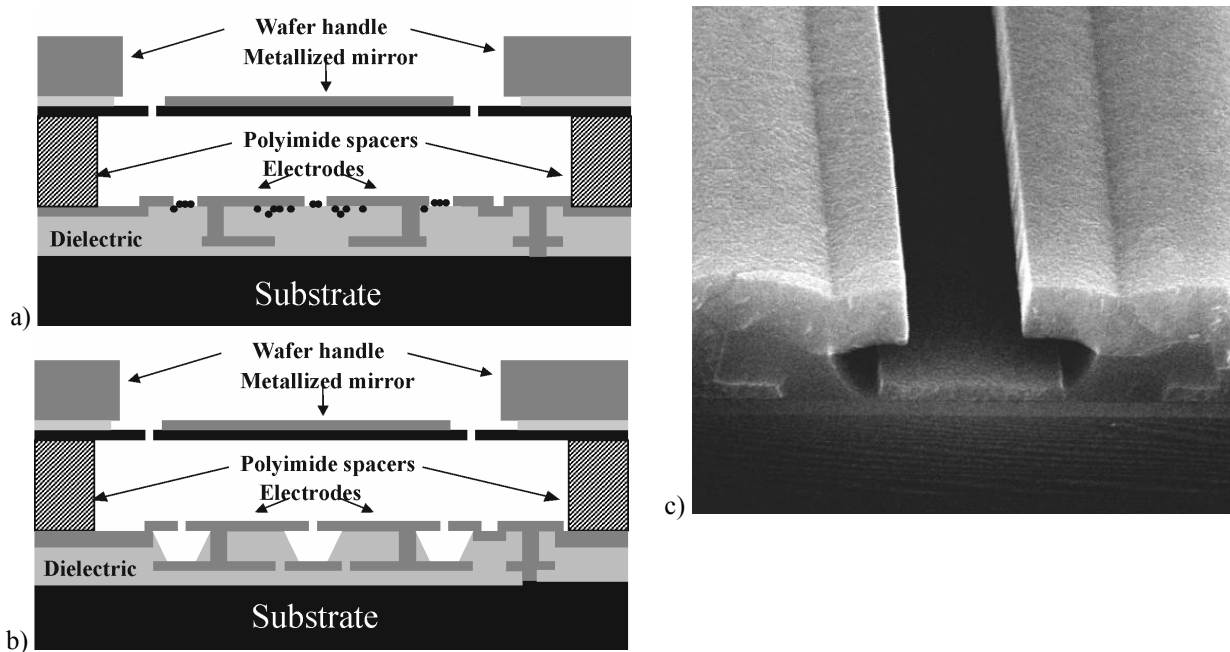 Wafer handle
Metallized mirror
Polyimide spacers
Electrodes
Dielectric
Substrate
a)
Wafer handle
Metallized mirror
Polyimide spacers
Electrodes
Dielectric
Substrate
b)
c)